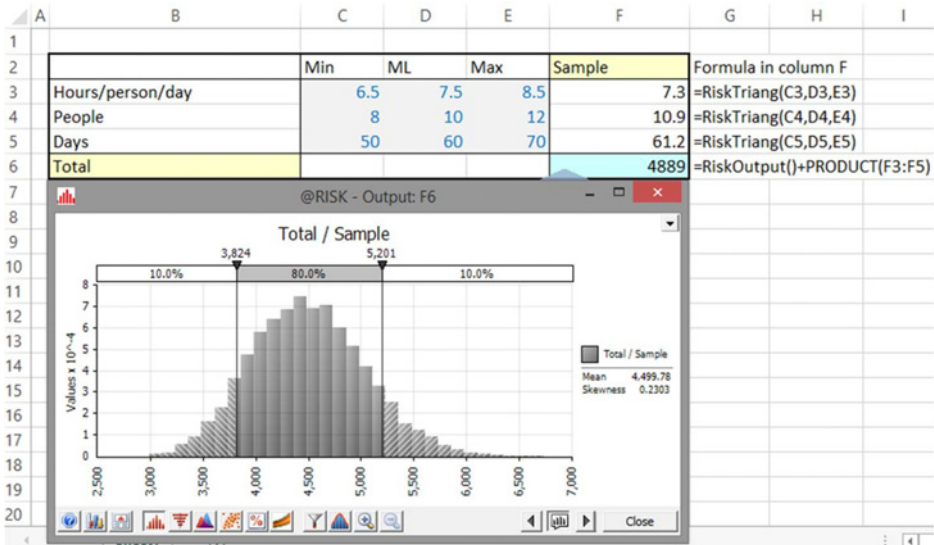 A B C D E F G H I
1
2 Min ML Max Sample Formula in column F
3 Hours/person/day 6.5 7.5 8.5 7.3 =RiskTriang(C3,D3,E3)
4 People 8 10 12 10.9 =RiskTriang(C4,D4,E4)
5 Days 50 60 70 61.2 =RiskTriang(C5,D5,E5)
6 Total 4889 =RiskOutput()+PRODUCT(F3:F5)
7 @RISK - Output: F6
8
9 Total / Sample
3,824 5,201
10 10.0% 80.0% 10.0%
11 8
7
12 6
13 5
14 4
15 3
16 2
17 1
18 0
Values x 10^-4
Total / Sample
Mean 4,499.78
Skewness 0.2303
19 2,500 3,000 3,500 4,000 4,500 5,000 5,500 6,000 6,500 7,000
20 Close